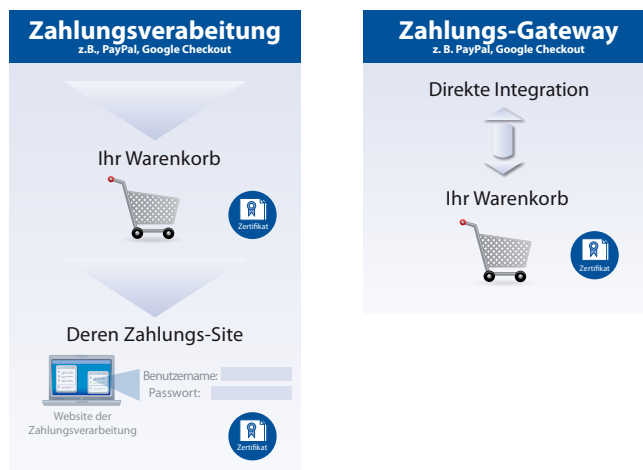 Zahlungsverabeitung
z.B., PayPal, Google Checkout
Ihr Warenkorb
Zertifikat
Deren Zahlungs-Site
Benutzername:
Passwort:
Website der
Zahlungsverarbeitung
Zertifikat
Zahlungs-Gateway
z. B. PayPal, Google Checkout
Direkte Integration
Ihr Warenkorb
Zertifikat